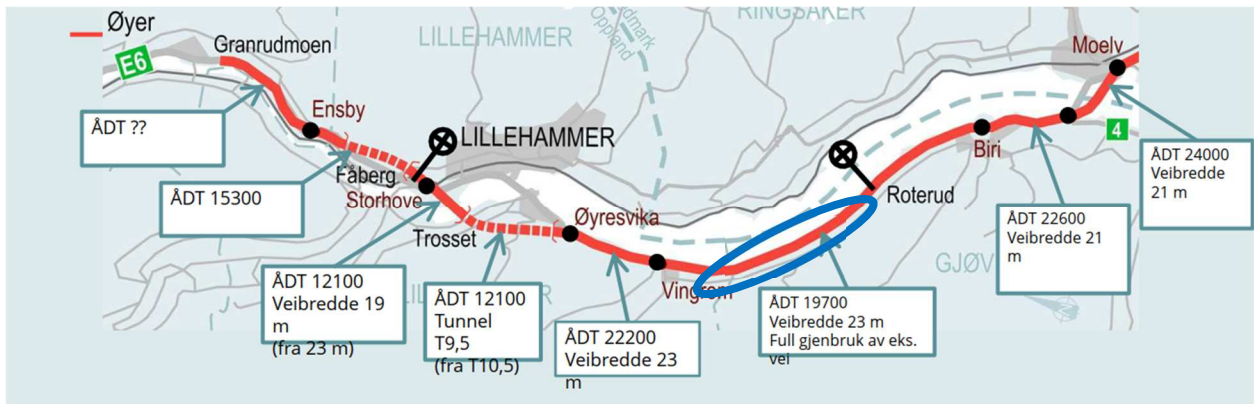 Øyer
Granrudmoen
E6
LILLEHAMMER
Oppland
RINGSAKER
Moelv
ÅDT ??
Ensby
LILLEHAMMER
4
ÅDT 15300
Fåberg
Storhove
Øyresvika
Roterud
Biri
ÅDT 24000
Veibredde
21 m
Trosset
ÅDT 22600
Veibredde 21
m
ÅDT 12100
Veibredde 19
m
(fra 23 m)
ÅDT 12100
Tunnel
T9,5
(fra T10,5)
Vingrom
ÅDT 22200
Veibredde 23
m
ÅDT 19700
Veibredde 23 m
Full gjenbruk av eks.
vei